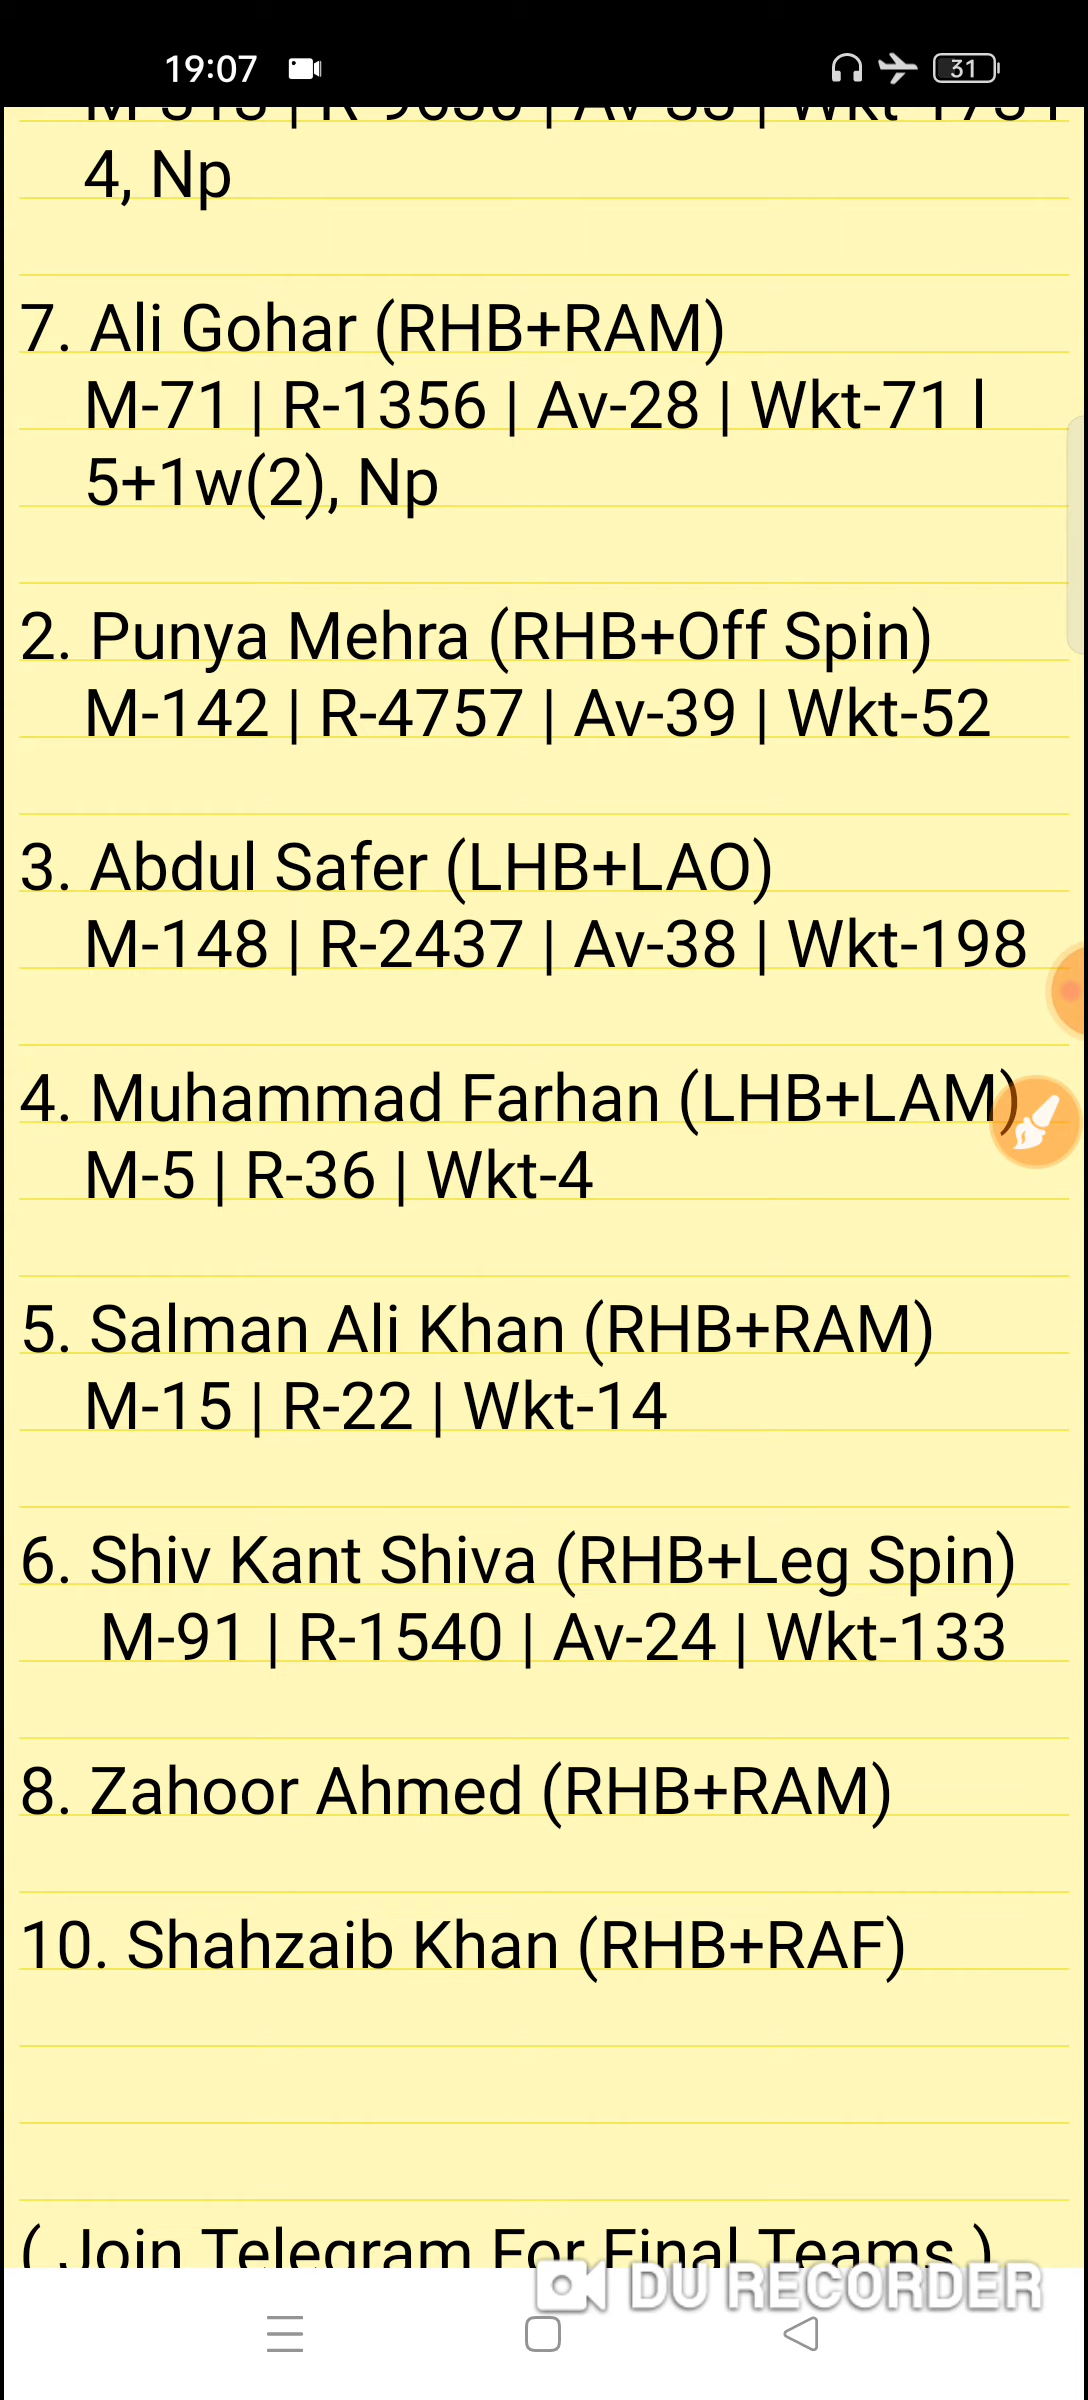 19:07
31
4, Np
7. Ali Gohar (RHB+RAM)
M-71 | R-1356 | Av-28 | Wkt-71 l
5+1w(2), Np
2. Punya Mehra (RHB+Off Spin)
M-142 | R-4757 | Av-39 | Wkt-52
3. Abdul Safer (LHB+LAO)
M-148 | R-2437 | Av-38 | Wkt-198
4. Muhammad Farhan (LHB+LAM)
M-5 | R-36 | Wkt-4
5. Salman Ali Khan (RHB+RAM)
M-15 | R-22 | Wkt-14
6. Shiv Kant Shiva (RHB+Leg Spin)
M-91 | R-1540 | Av-24 | Wkt-133
8. Zahoor Ahmed (RHB+RAM)
10. Shahzaib Khan (RHB+RAF)
( Join Telegram For Final Teams )
DU RECORDER